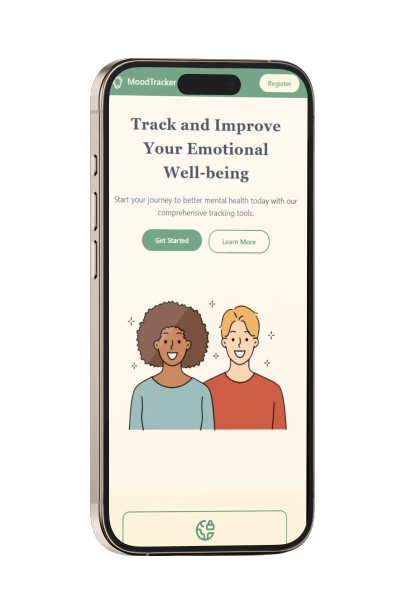 MoodTracker
Register
Track and Improve
Your Emotional
Well-being
Start your journey to better mental health today with our
comprehensive tracking tools.
Get Started
Learn More